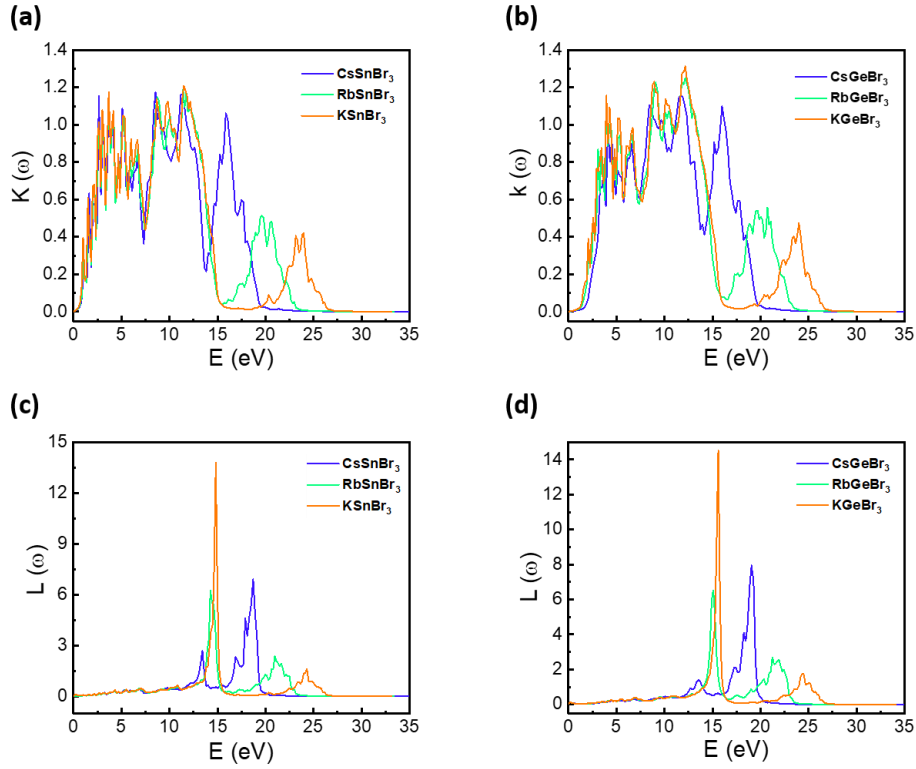 (a)
1.4
1.2
1.0
0.8
0.6
0.4
0.2
0.0
K (ω)
CsSnBr₃
RbSnBr₃
KSnBr₃
0 5 10 15 20 25 30 35
E (eV)
(b)
1.4
1.2
1.0
0.8
0.6
0.4
0.2
0.0
k (ω)
CsGeBr₃
RbGeBr₃
KGeBr₃
0 5 10 15 20 25 30 35
E (eV)
(c)
15
12
9
6
3
0
L (ω)
CsSnBr₃
RbSnBr₃
KSnBr₃
0 5 10 15 20 25 30 35
E (eV)
(d)
14
12
10
8
6
4
2
0
L (ω)
CsGeBr₃
RbGeBr₃
KGeBr₃
0 5 10 15 20 25 30 35
E (eV)